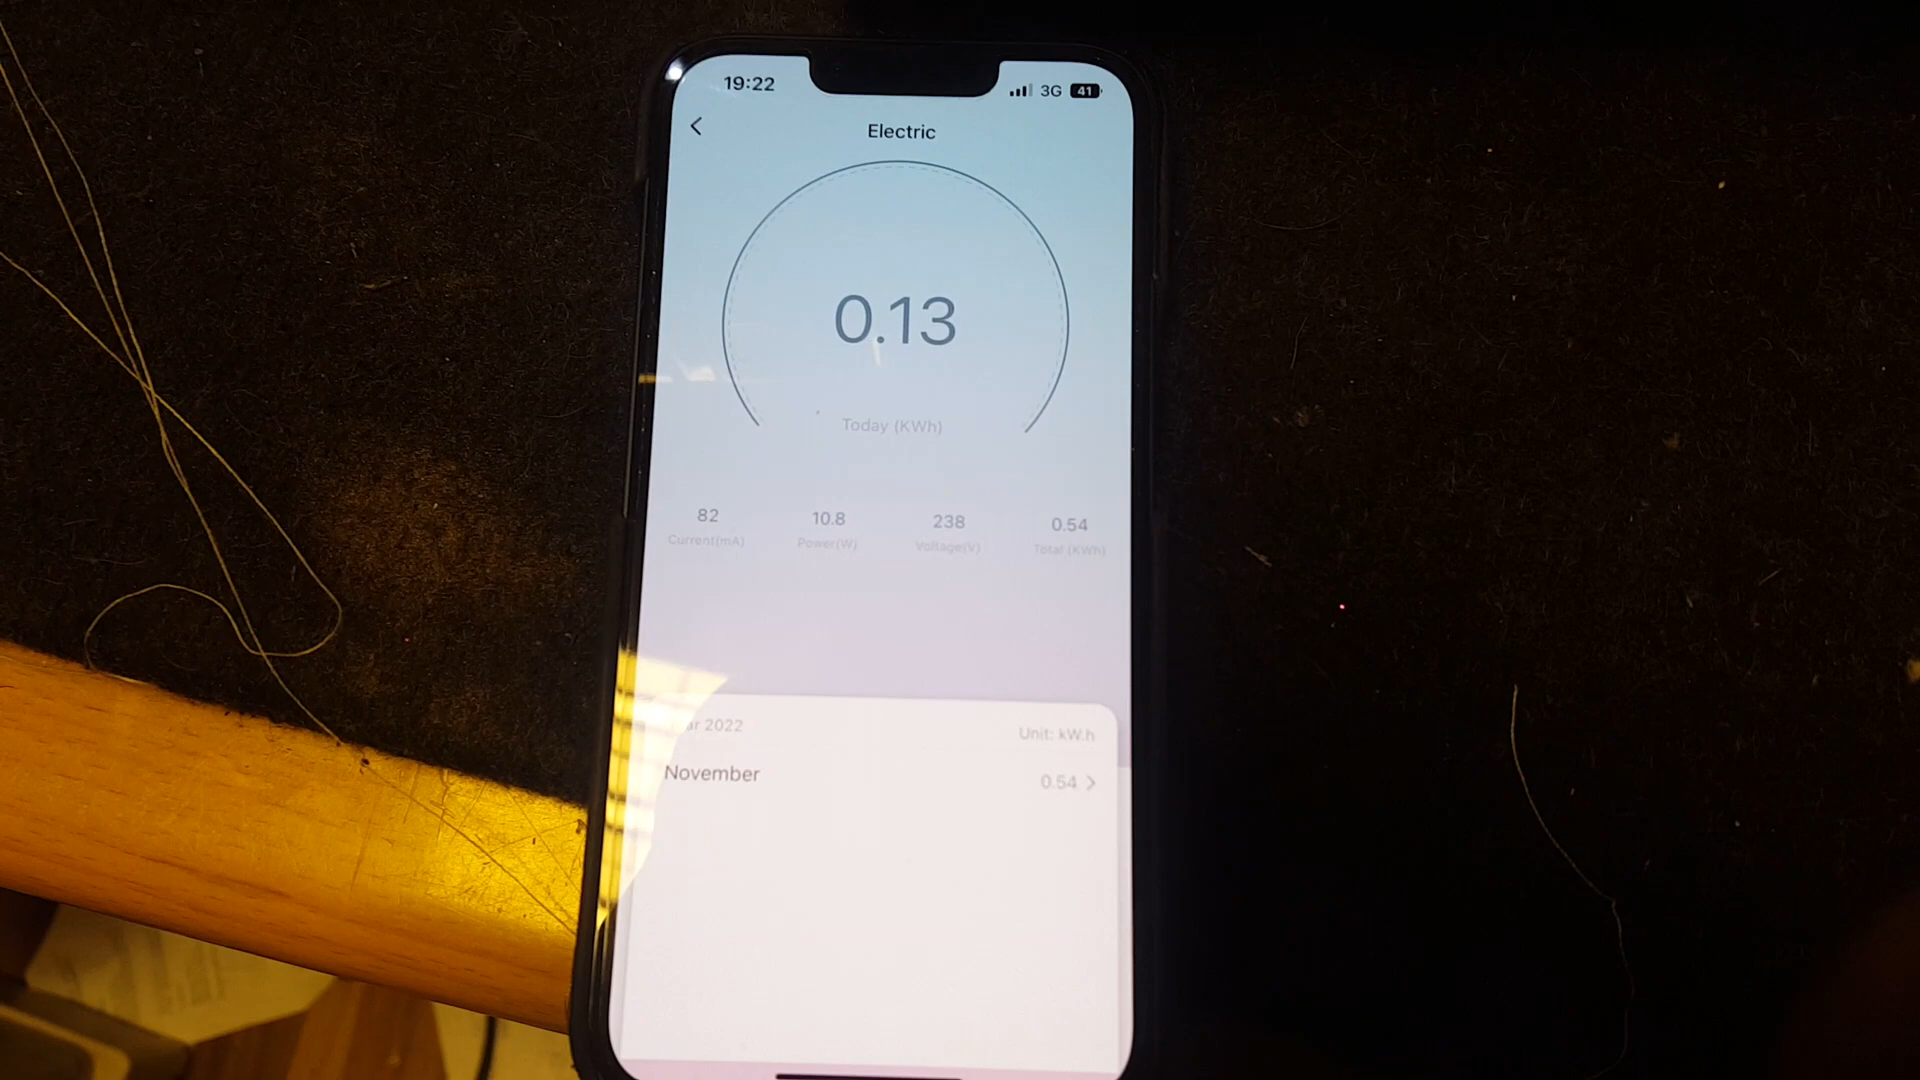 19:22 3G 41
Electric
0.13
Today (KWh)
82 10.8 238 0.54
Current(mA) Power(W) Voltage(V) Total (KWh)
2022 Unit: kW.h
November 0.54